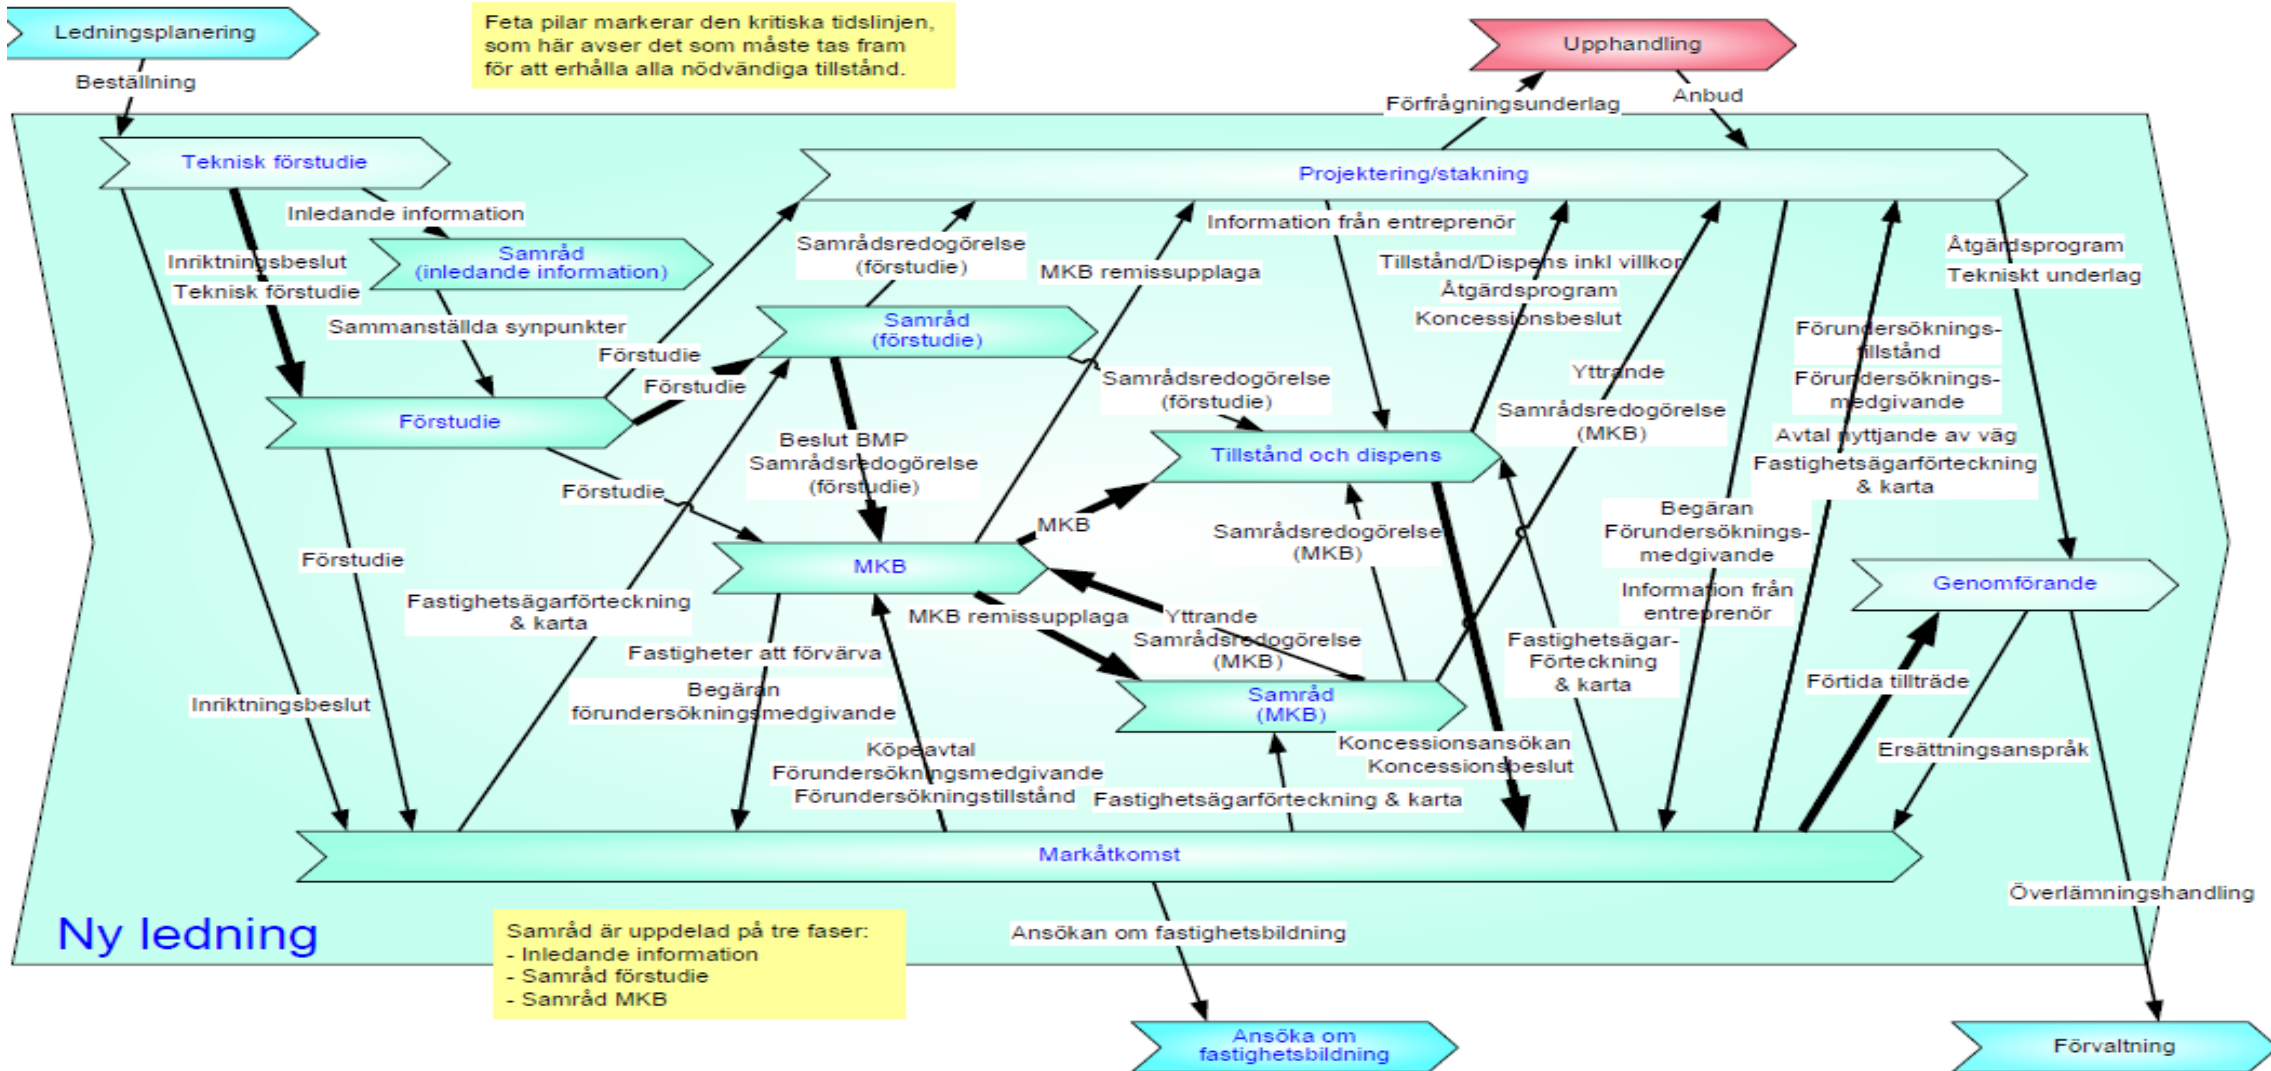 Ledningsplanering
Feta pilar markerar den kritiska tidslinjen,
som här avser det som måste tas fram
för att erhålla alla nödvändiga tillstånd.
Upphandling
Beställning
Förfrågningsunderlag
Anbud
Teknisk förstudie
Projektering/stakning
Inledande information
Information från entreprenör
Samråd
(inledande information)
Samrådsredogörelse
(förstudie)
MKB remissupplaga
Inriktningsbeslut
Teknisk förstudie
Tillstånd/Dispens inkl villkor
Åtgärdsprogram
Koncessionsbeslut
Åtgärdsprogram
Tekniskt underlag
Sammanställda synpunkter
Samråd
(förstudie)
Förstudie
Förstudie
Förundersöknings-
tillstånd
Förundersöknings-
medgivande
Avtal nyttjande av väg
Fastighetsägarförteckning
& karta
Samrådsredogörelse
(förstudie)
Yttrande
Samrådsredogörelse
(MKB)
Förstudie
Beslut BMP
Samrådsredogörelse
(förstudie)
Tillstånd och dispens
Förstudie
MKB
Samrådsredogörelse
(MKB)
Begäran
Förundersöknings-
medgivande
Information från
entreprenör
Förstudie
MKB
Genomförande
Fastighetsägarförteckning
& karta
MKB remissupplaga
Yttrande
Samrådsredogörelse
(MKB)
Fastighetsägar-
Förteckning
& karta
Fastigheter att förvärva
Begäran
förundersökningsmedgivande
Inriktningsbeslut
Samråd
(MKB)
Förtida tillträde
Köpeavtal
Förundersökningsmedgivande
Förundersökningstillstånd
Koncessionsansökan
Koncessionsbeslut
Ersättningsanspråk
Fastighetsägarförteckning & karta
Markåtkomst
Överlämningshandling
Ny ledning
Samråd är uppdelad på tre faser:
- Inledande information
- Samråd förstudie
- Samråd MKB
Ansökan om fastighetsbildning
Ansöka om
fastighetsbildning
Förvaltning